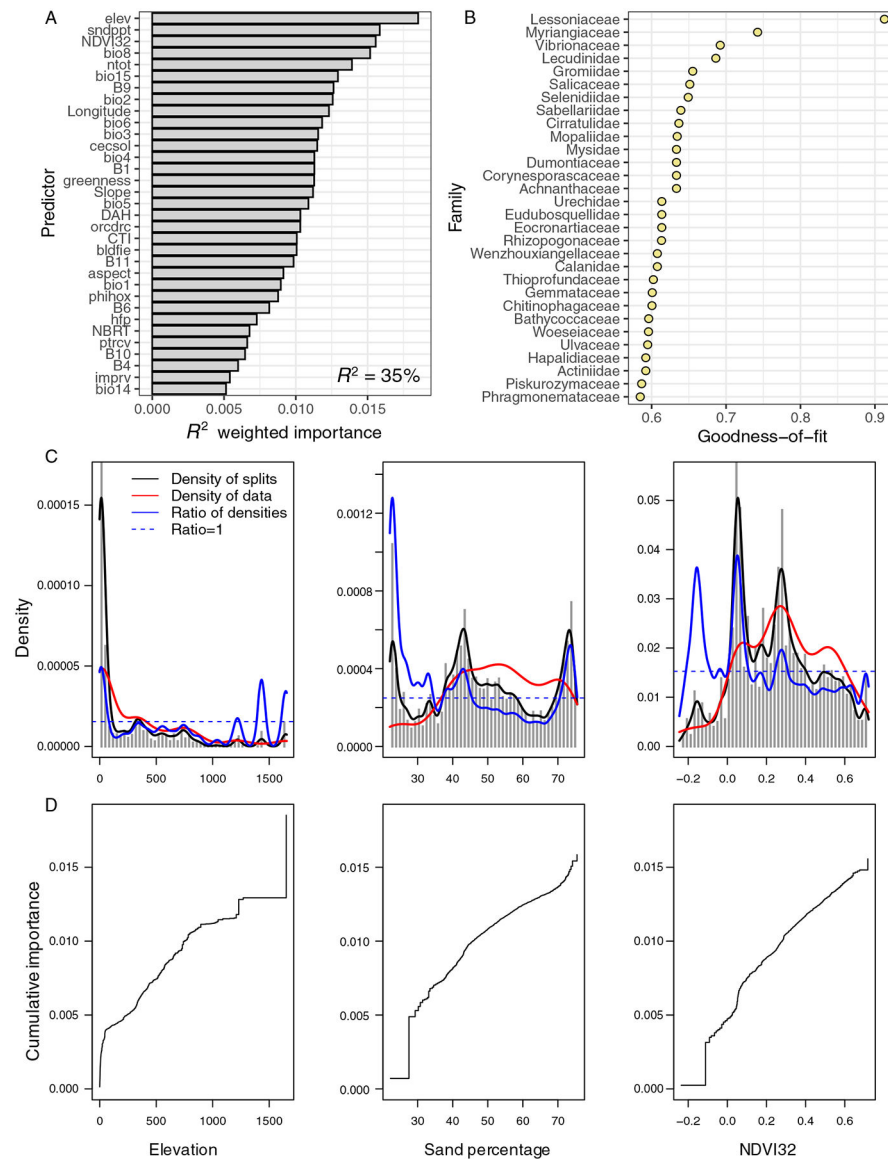 A
elev
sndppt
NDVI32
bio8
ntot
bio15
B9
bio2
Longitude
bio6
bio3
cecsol
bio4
B1
greenness
Slope
bio5
DAH
orcdrc
CTI
bldfie
B11
aspect
bio1
phihox
B6
hfp
NBRT
ptrcv
B10
B4
imprv
bio14
Predictor
R² = 35%
0.000 0.005 0.010 0.015
R² weighted importance
B
Lessoniaceae
Myriangiaceae
Vibrionaceae
Lecudinidae
Gromiidae
Salicaceae
Selenidiidae
Sabellariidae
Cirratulidae
Mopaliidae
Mysidae
Dumontiaceae
Corynesporascaceae
Achnanthaceae
Urechidae
Eudubosquellidae
Eocronartiaceae
Rhizopogonaceae
Wenzhouxiangellaceae
Calanidae
Thioprofundaceae
Gemmataceae
Chitinophagaceae
Bathycoccaceae
Woeseiaceae
Ulvaceae
Hapalidiaceae
Actiniidae
Piskurozymaceae
Phragmonemataceae
Family
0.6 0.7 0.8 0.9
Goodness−of−fit
C
Density of splits
Density of data
Ratio of densities
Ratio=1
Density
0.00015
0.00010
0.00005
0.00000
0 500 1000 1500
0.0012
0.0008
0.0004
0.0000
30 40 50 60 70
0.05
0.04
0.03
0.02
0.01
0.00
−0.2 0.0 0.2 0.4 0.6
D
Cumulative importance
0.015
0.010
0.005
0.000
0 500 1000 1500
Elevation
0.015
0.010
0.005
0.000
30 40 50 60 70
Sand percentage
0.015
0.010
0.005
0.000
−0.2 0.0 0.2 0.4 0.6
NDVI32